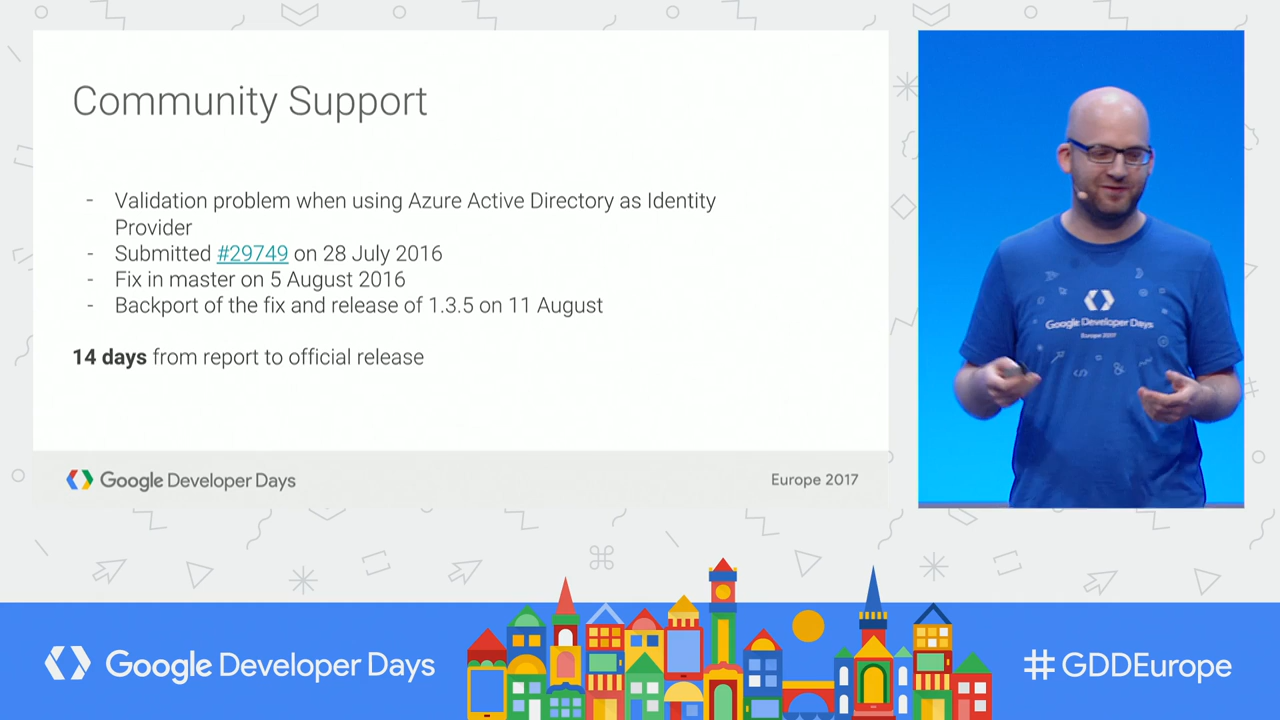 Community Support
- Validation problem when using Azure Active Directory as Identity
Provider
- Submitted #29749 on 28 July 2016
- Fix in master on 5 August 2016
- Backport of the fix and release of 1.3.5 on 11 August
14 days from report to official release
Google Developer Days
Europe 2017
Google Developer Days
Europe 2017
Google Developer Days
#GDDEurope